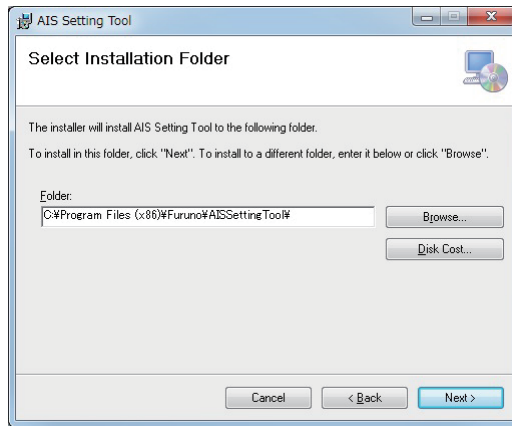 AIS Setting Tool
Select Installation Folder
The installer will install AIS Setting Tool to the following folder.
To install in this folder, click "Next". To install to a different folder, enter it below or click "Browse".
Folder:
C:¥Program Files (x86)¥Furuno¥AISSettingTool¥
Browse...
Disk Cost...
Cancel
< Back
Next >